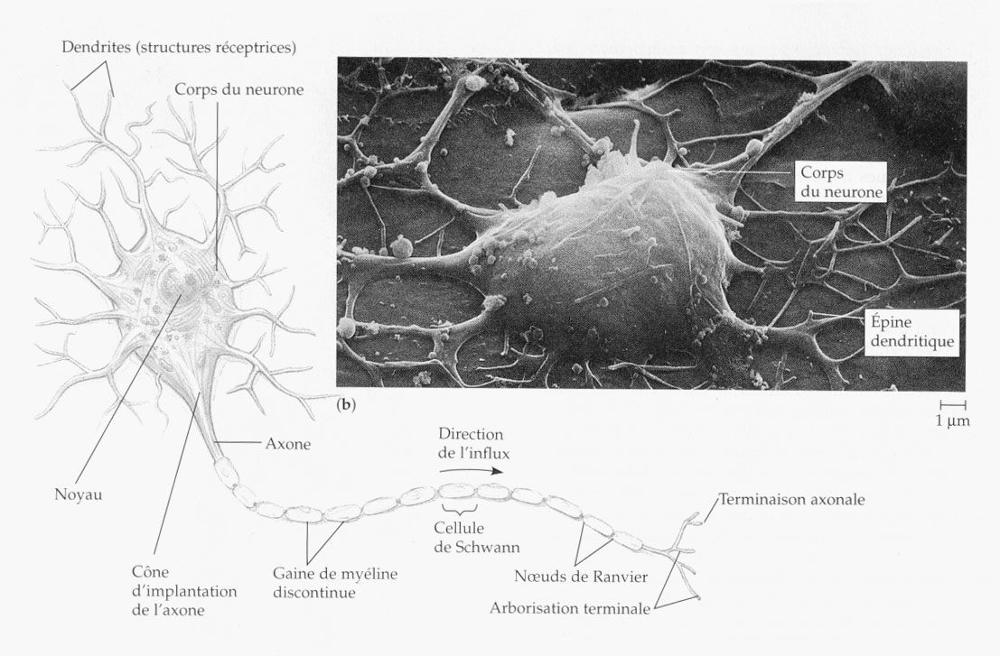 Dendrites (structures réceptrices)
Corps du neurone
Corps
du neurone
Épine
dendritique
(b)
1 µm
Axone
Direction
de l'influx
Noyau
Terminaison axonale
Cellule
de Schwann
Cône
d'implantation
de l'axone
Gaine de myéline
discontinue
Nœuds de Ranvier
Arborisation terminale